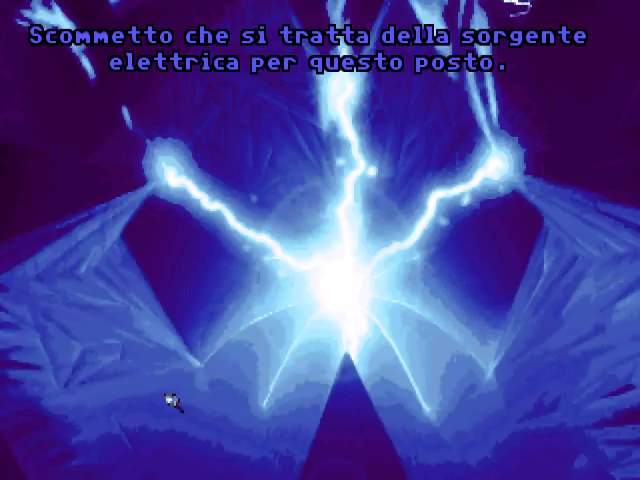 Scommetto che si tratta della sorgente
elettrica per questo posto.